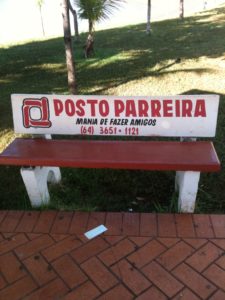 POSTO PARREIRA
MANIA DE FAZER AMIGOS
(64) 3651-1121